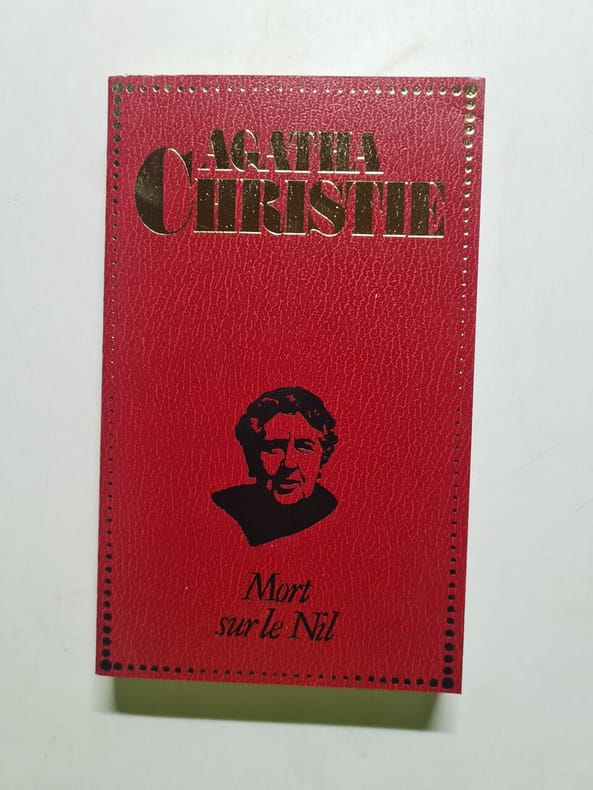 AGATHA
CHRISTIE
Mort
sur le Nil